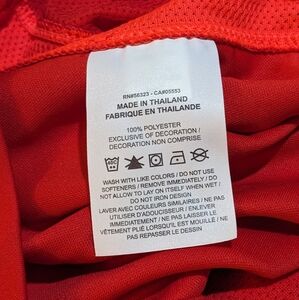 RN#56323 - CA#05553
MADE IN THAILAND
FABRIQUE EN THAILANDE
100% POLYESTER
EXCLUSIVE OF DECORATION /
DECORATION NON COMPRISE
WASH WITH LIKE COLORS / DO NOT USE
SOFTENERS / REMOVE IMMEDIATELY / DO
NOT ALLOW TO LAY ON ITSELF WHEN WET /
DO NOT IRON DESIGN
LAVER AVEC COULEURS SIMILAIRES / NE PAS
UTILISER D'ADOUCISSEUR / ENLEVER
IMMÉDIATEMENT / NE PAS LAISSER LE
VÊTEMENT PLIÉ LORSQU'IL EST MOUILLÉ / NE
PAS REPASSER LE DESSIN